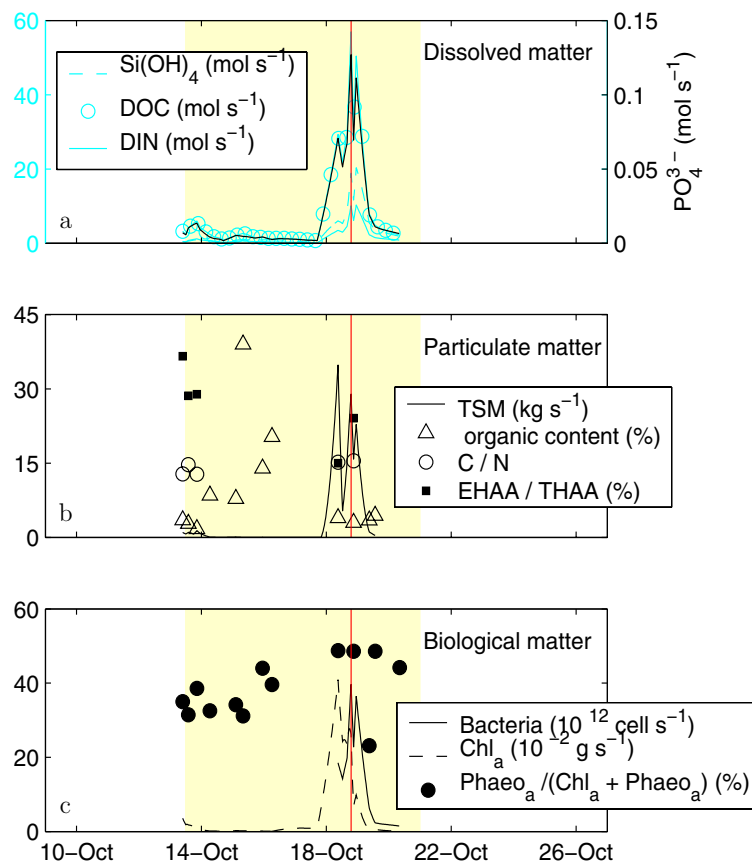 60
0.15
Dissolved matter
Si(OH)4 (mol s−1)
DOC (mol s−1)
DIN (mol s−1)
40
0.1
20
0.05
0
0
PO4 3− (mol s−1)
a
45
Particulate matter
30
TSM (kg s−1)
organic content (%)
C / N
EHAA / THAA (%)
15
b
0
60
Biological matter
40
Bacteria (10 12 cell s−1)
Chla (10 −2 g s−1)
Phaeoa /(Chla + Phaeoa) (%)
20
c
0
10-Oct 14-Oct 18-Oct 22-Oct 26-Oct